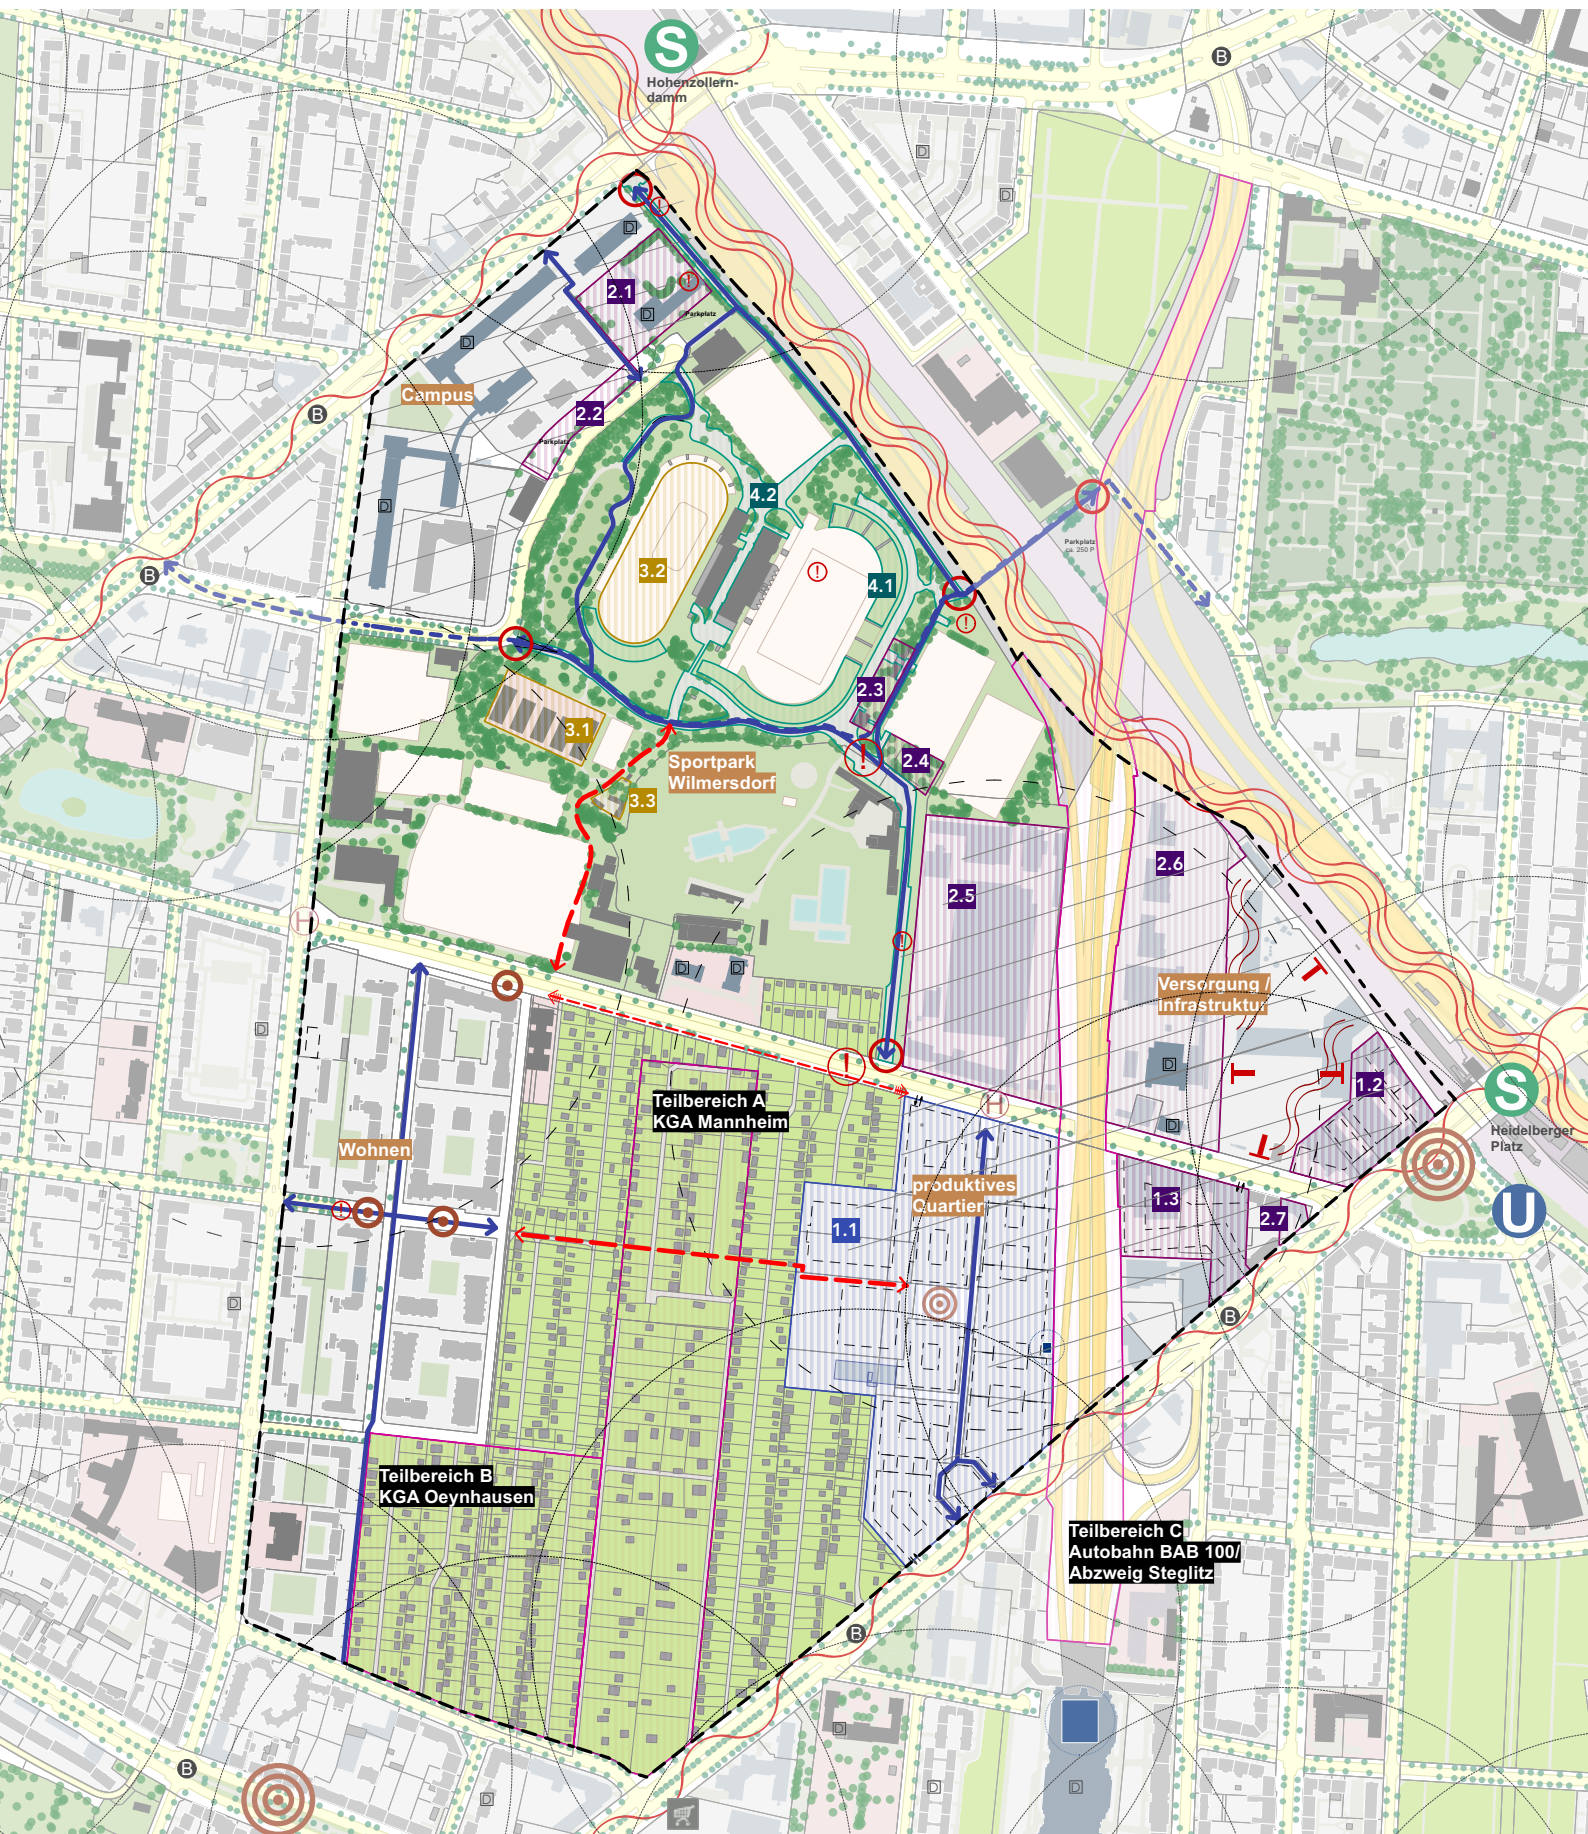 S
Hohenzollern-
damm
B
D
D
D
!
2.1
!
D
Parkplatz
D
Campus
B
2.2
Parkplatz
D
4.2
Parkplatz
ca. 250 P
3.2
!
4.1
B
!
2.3
3.1
!
2.4
Sportpark
Wilmersdorf
3.3
2.6
2.5
H
!
D
D
Versorgung /
Infrastruktur
D
!
D
1.2
S
Teilbereich A
KGA Mannheim
H
D
Heidelberger
Platz
Wohnen
produktives
Quartier
1.3
!
2.7
U
1.1
D
B
Teilbereich B
KGA Oeynhausen
Teilbereich C
Autobahn BAB 100/
Abzweig Steglitz
B
D
B
D
D
D